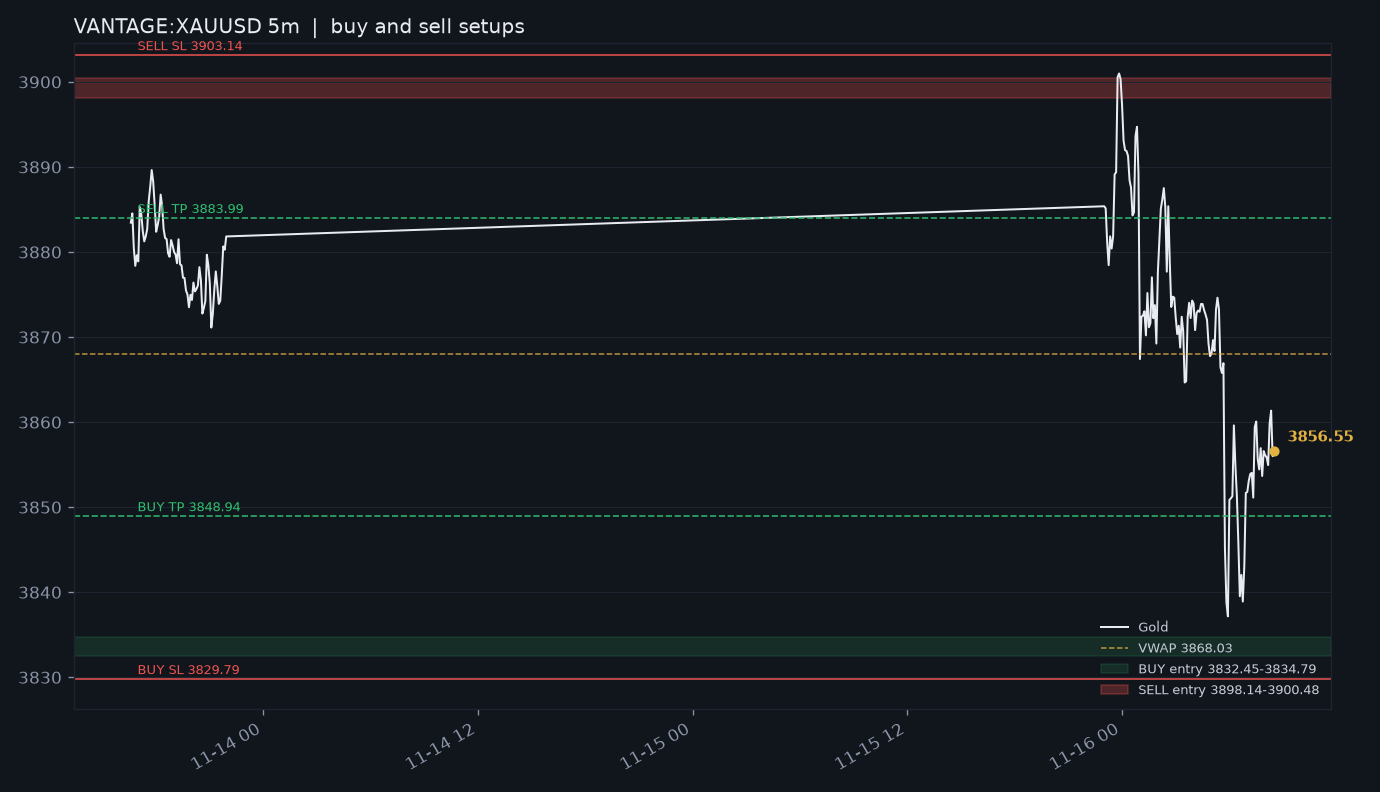 VANTAGE:XAUUSD 5m | buy and sell setups
SELL SL 3903.14
3900
3890
SELL TP 3883.99
3880
3870
3860
3856.55
3850
BUY TP 3848.94
3840
3830
BUY SL 3829.79
Gold
VWAP 3868.03
BUY entry 3832.45-3834.79
SELL entry 3898.14-3900.48
11-14 00
11-14 12
11-15 00
11-15 12
11-16 00